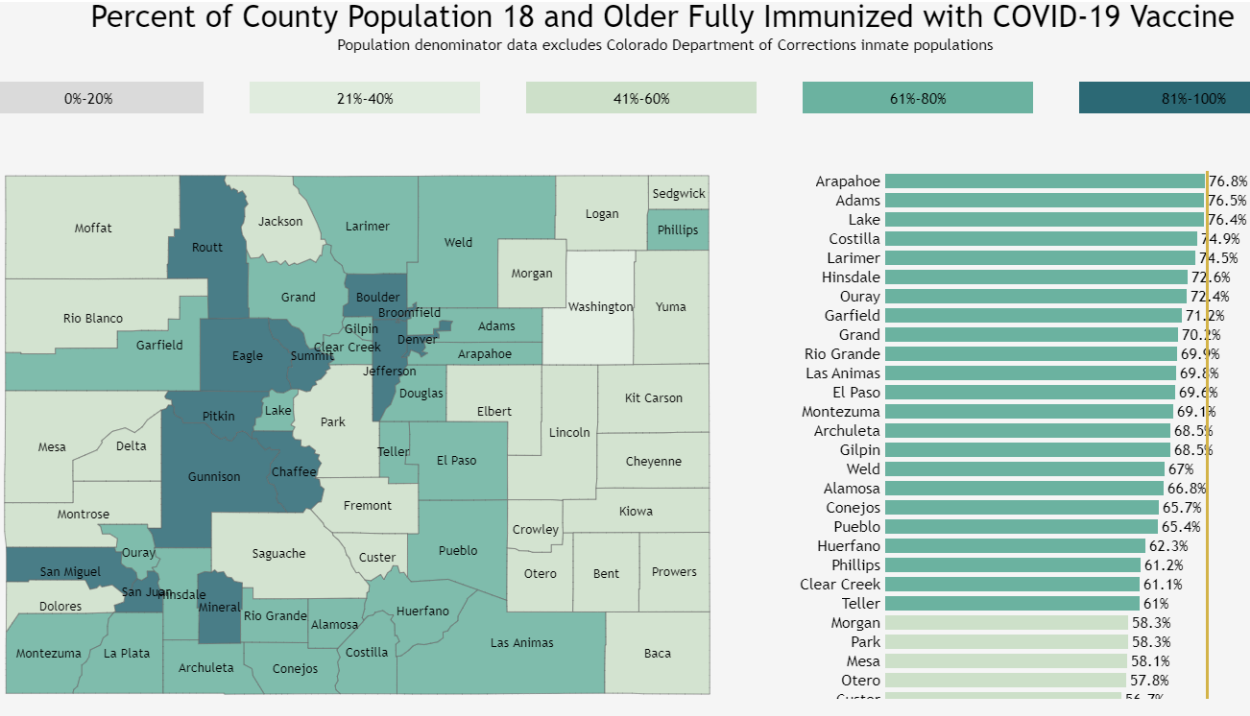 Percent of County Population 18 and Older Fully Immunized with COVID-19 Vaccine
Population denominator data excludes Colorado Department of Corrections inmate populations
0%-20%
21%-40%
41%-60%
61%-80%
81%-100%
Moffat
Routt
Jackson
Larimer
Weld
Logan
Sedgwick
Phillips
Morgan
Washington
Yuma
Rio Blanco
Garfield
Grand
Boulder
Broomfield
Gilpin
Clear Creek
Denver
Adams
Arapahoe
Eagle
Summit
Jefferson
Douglas
Elbert
Kit Carson
Pitkin
Lake
Park
Lincoln
Mesa
Delta
Gunnison
Chaffee
Teller
El Paso
Cheyenne
Montrose
Fremont
Crowley
Kiowa
Ouray
Saguache
Custer
Pueblo
Otero
Bent
Prowers
San Miguel
San Juan
Hinsdale
Mineral
Dolores
Rio Grande
Alamosa
Huerfano
Montezuma
La Plata
Archuleta
Conejos
Costilla
Las Animas
Baca
Arapahoe 76.8%
Adams 76.5%
Lake 76.4%
Costilla 74.9%
Larimer 74.5%
Hinsdale 72.6%
Ouray 72.4%
Garfield 71.2%
Grand 70.2%
Rio Grande 69.9%
Las Animas 69.8%
El Paso 69.6%
Montezuma 69.1%
Archuleta 68.5%
Gilpin 68.5%
Weld 67%
Alamosa 66.8%
Conejos 65.7%
Pueblo 65.4%
Huerfano 62.3%
Phillips 61.2%
Clear Creek 61.1%
Teller 61%
Morgan 58.3%
Park 58.3%
Mesa 58.1%
Otero 57.8%
Custer 56.7%